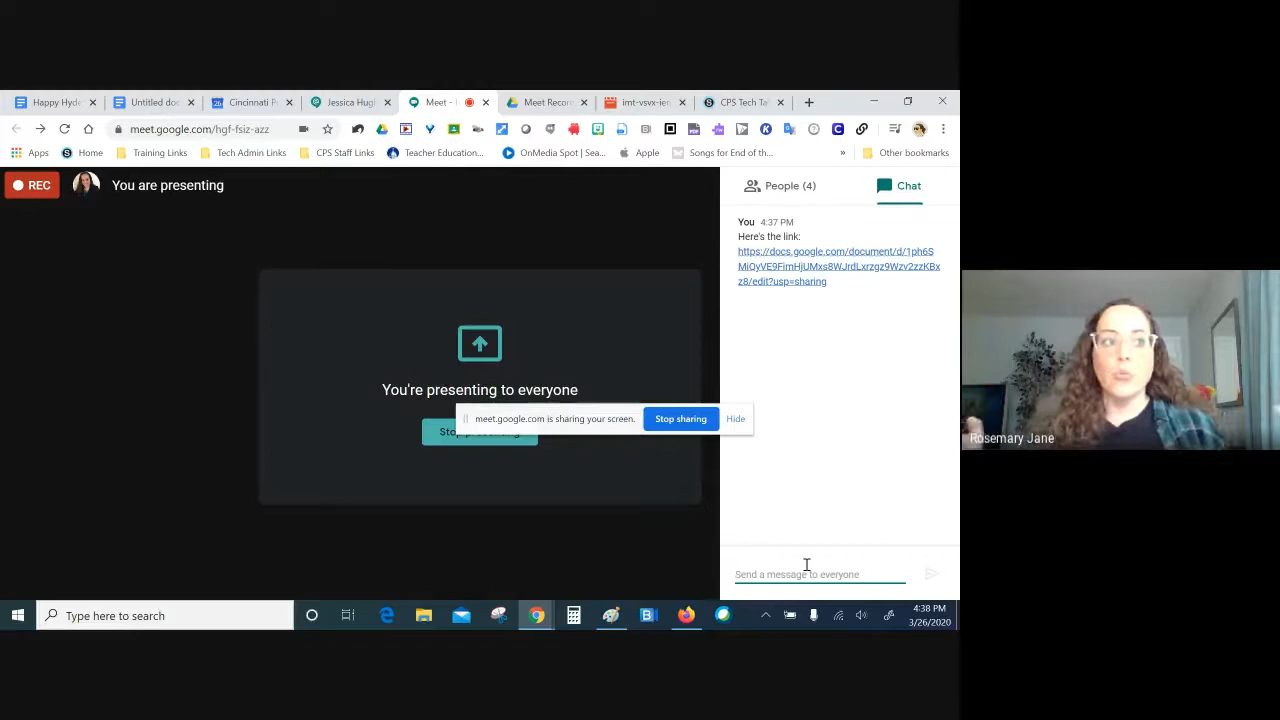 Happy Hyde
Untitled doc
Cincinnati P
Jessica Hugl
Meet -
Meet Recor
imt-vsvx-ien
CPS Tech Tal
meet.google.com/hgf-fsiz-azz
Apps
Home
Training Links
Tech Admin Links
CPS Staff Links
Teacher Education...
OnMedia Spot | Sea...
Apple
Songs for End of th...
»
Other bookmarks
REC
You are presenting
People (4)
Chat
You 4:37 PM
Here's the link:
https://docs.google.com/document/d/1ph6S
MiOyVE9FimHjUMxs8WJrdLxrzgz9Wzv2zzKBx
z8/edit?usp=sharing
You're presenting to everyone
meet.google.com is sharing your screen.
Stop sharing
Hide
Rosemary Jane
Send a message to everyone
Type here to search
4:38 PM
3/26/2020